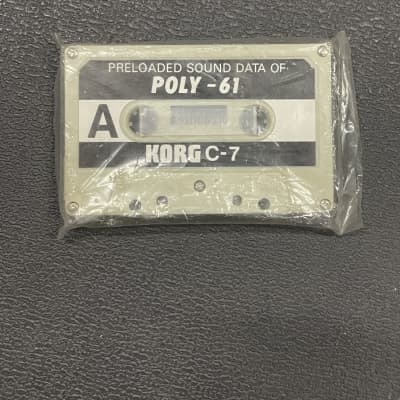 PRELOADED SOUND DATA OF
POLY-61
A
KORG C-7